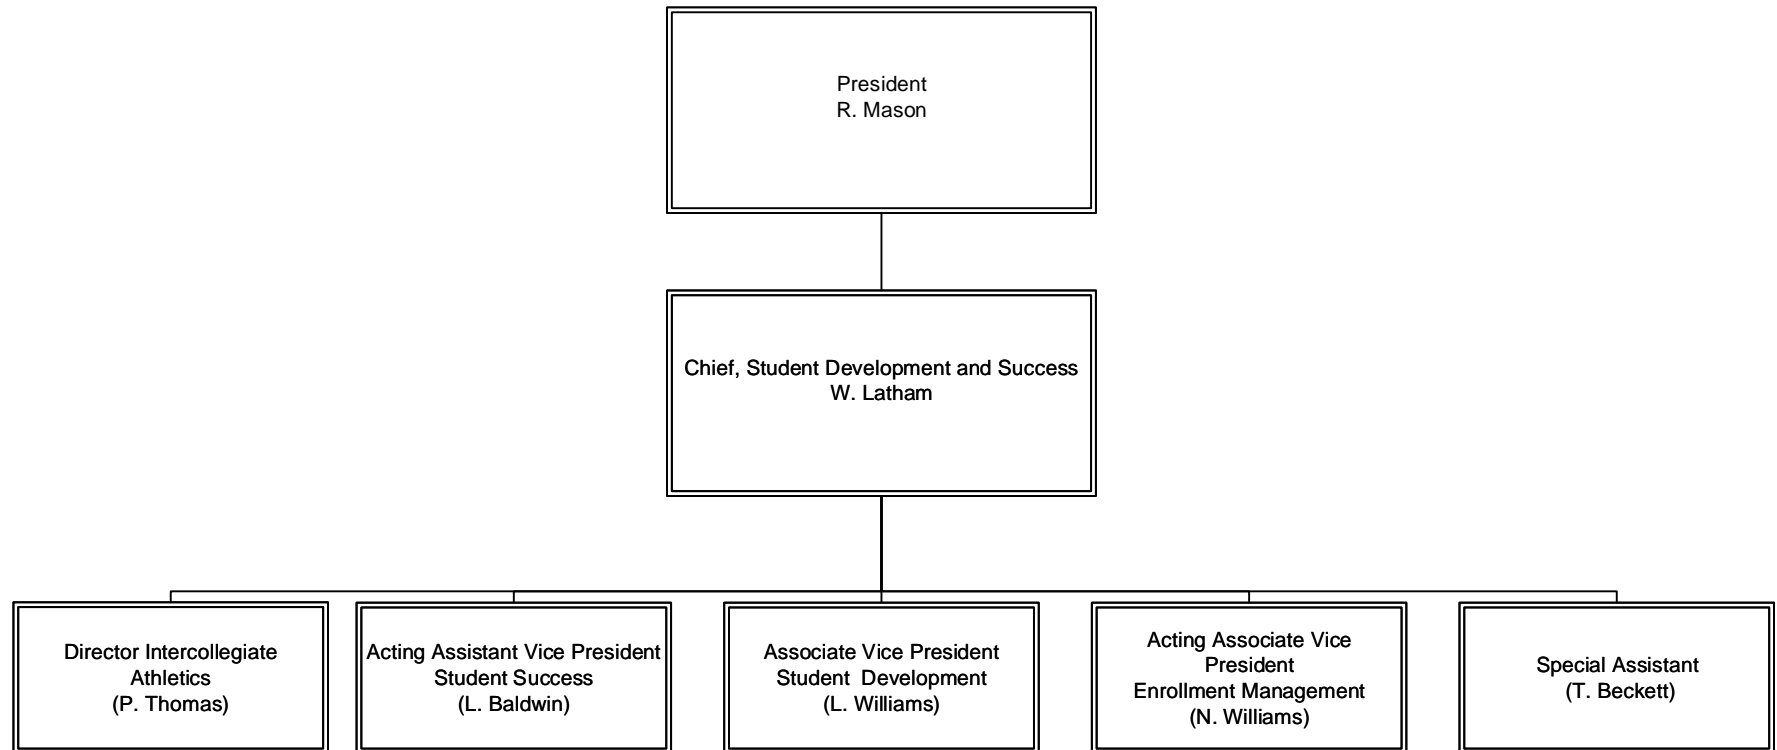 President
R. Mason
Chief, Student Development and Success
W. Latham
Director Intercollegiate
Athletics
(P. Thomas)
Acting Assistant Vice President
Student Success
(L. Baldwin)
Associate Vice President
Student  Development
(L. Williams)
Acting Associate Vice
President
Enrollment Management
(N. Williams)
Special Assistant
(T. Beckett)